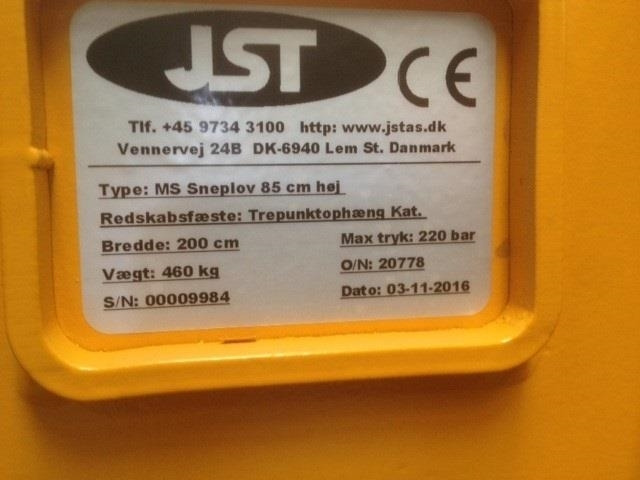 JST CE
Tlf. +45 9734 3100 http: www.jstas.dk
Vennervej 24B DK-6940 Lem St. Danmark
Type: MS Sneplov 85 cm høj
Redskabsfæste: Trepunktophæng Kat.
Bredde: 200 cm Max tryk: 220 bar
Vægt: 460 kg O/N: 20778
S/N: 00009984 Dato: 03-11-2016